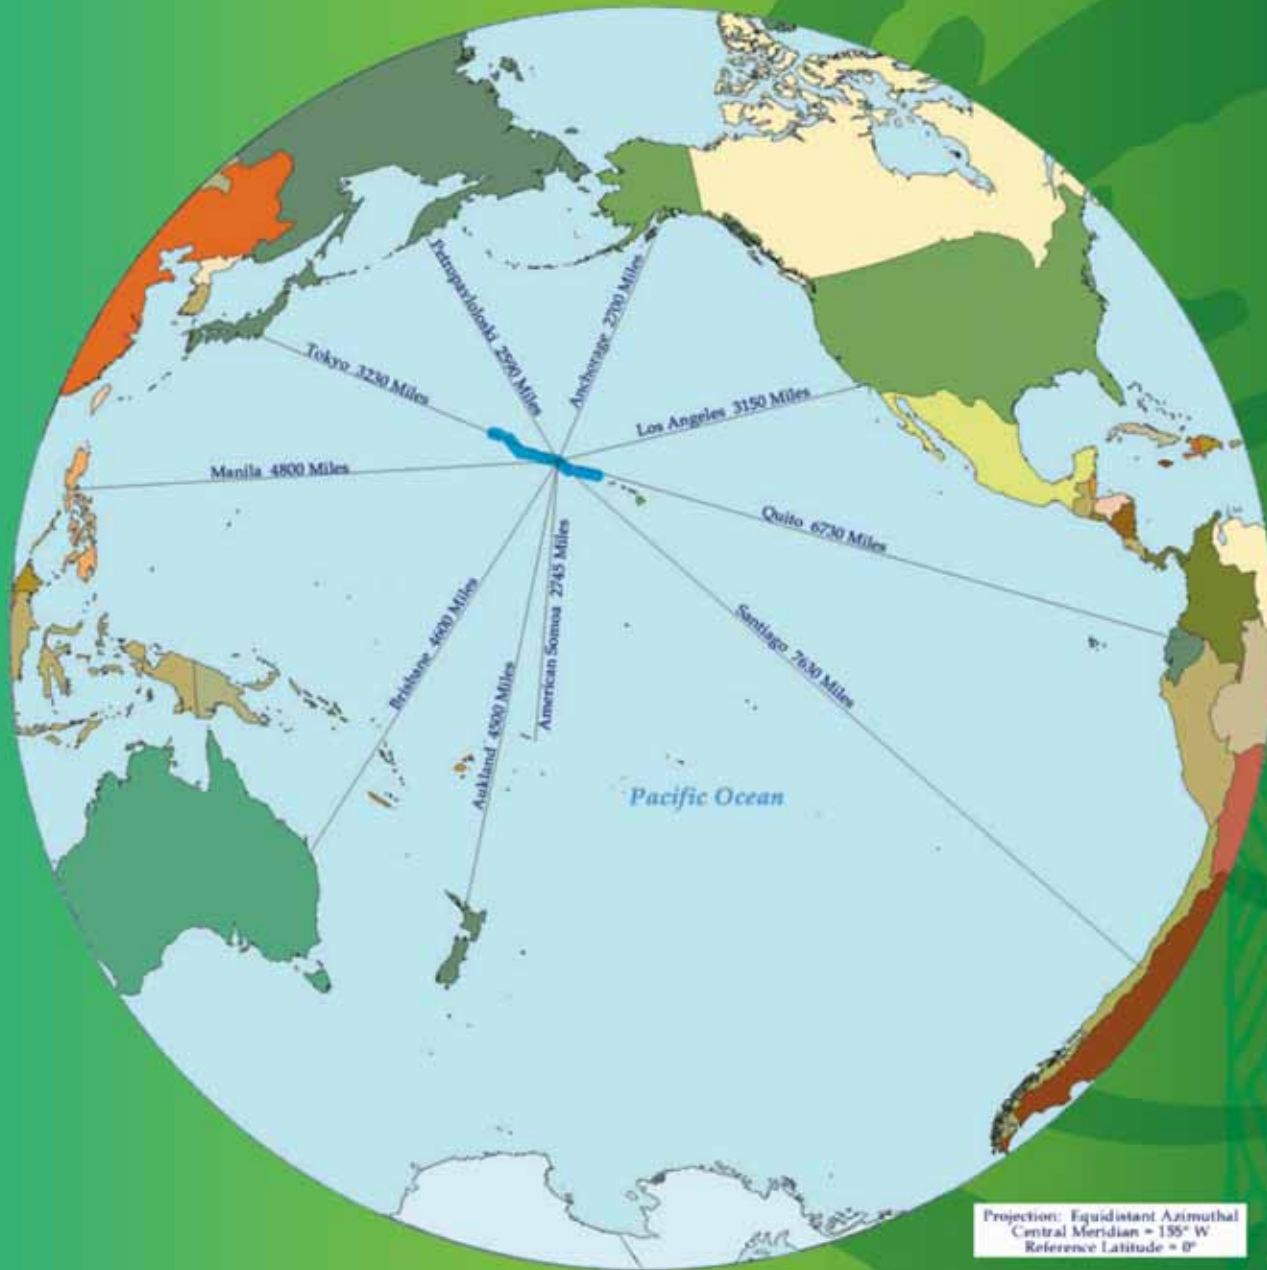 Petropavloloski 2590 Miles
Anchorage 2700 Miles
Tokyo 3230 Miles
Los Angeles 3150 Miles
Manila 4800 Miles
Quito 6730 Miles
Brisbane 4600 Miles
American Somoa 2745 Miles
Santiago 7630 Miles
Aukland 4500 Miles
Pacific Ocean
Projection: Equidistant Azimuthal
Central Meridian = 155° W
Reference Latitude = 0°